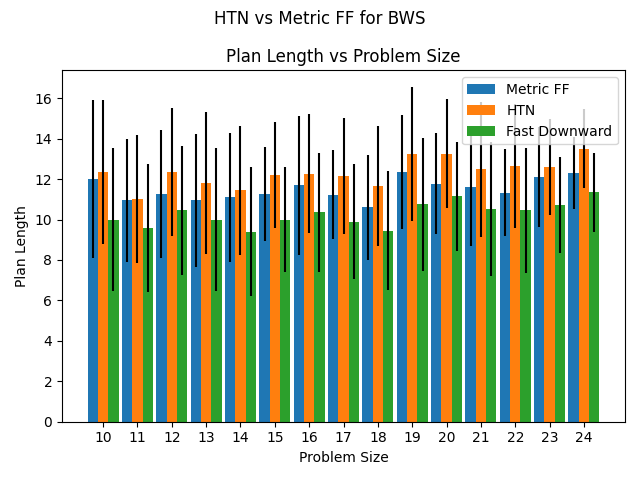 HTN vs Metric FF for BWS
Plan Length vs Problem Size
Metric FF
HTN
Fast Downward
Plan Length
16
14
12
10
8
6
4
2
0
10 11 12 13 14 15 16 17 18 19 20 21 22 23 24
Problem Size